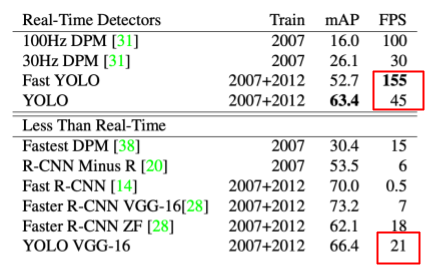 Real-Time Detectors Train mAP FPS
100Hz DPM [31] 2007 16.0 100
30Hz DPM [31] 2007 26.1 30
Fast YOLO 2007+2012 52.7 155
YOLO 2007+2012 63.4 45
Less Than Real-Time
Fastest DPM [38] 2007 30.4 15
R-CNN Minus R [20] 2007 53.5 6
Fast R-CNN [14] 2007+2012 70.0 0.5
Faster R-CNN VGG-16[28] 2007+2012 73.2 7
Faster R-CNN ZF [28] 2007+2012 62.1 18
YOLO VGG-16 2007+2012 66.4 21